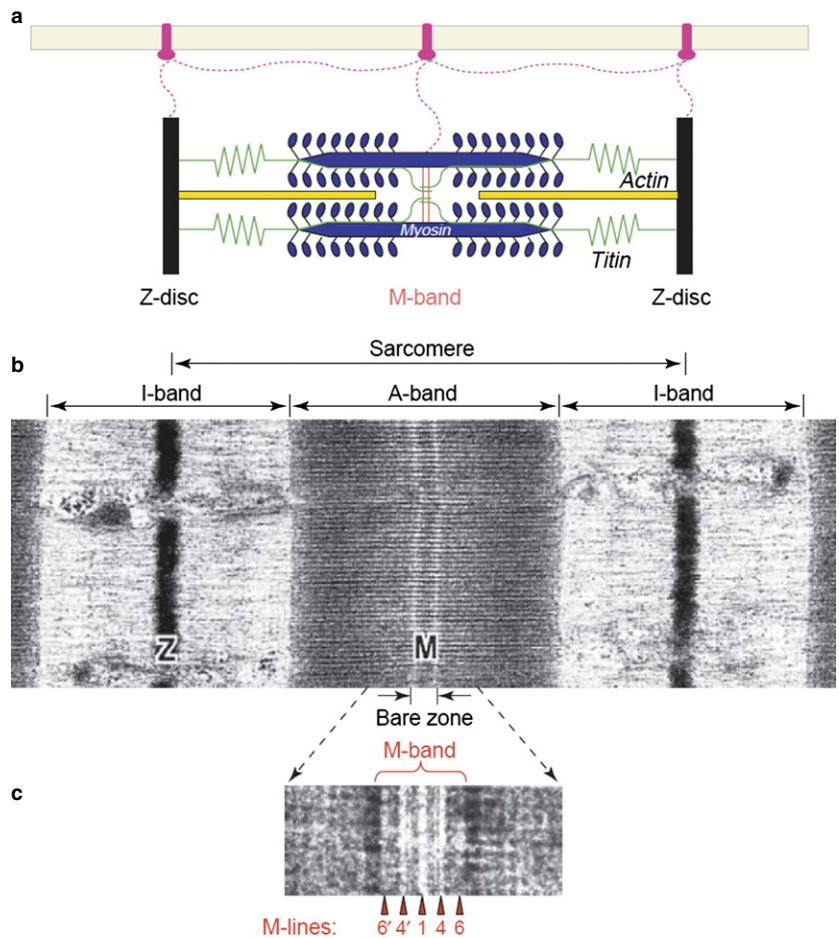 a
Actin
Myosin
Titin
Z-disc M-band Z-disc
b
Sarcomere
I-band A-band I-band
Z M
Bare zone
M-band
c
M-lines: 6′ 4′ 1 4 6